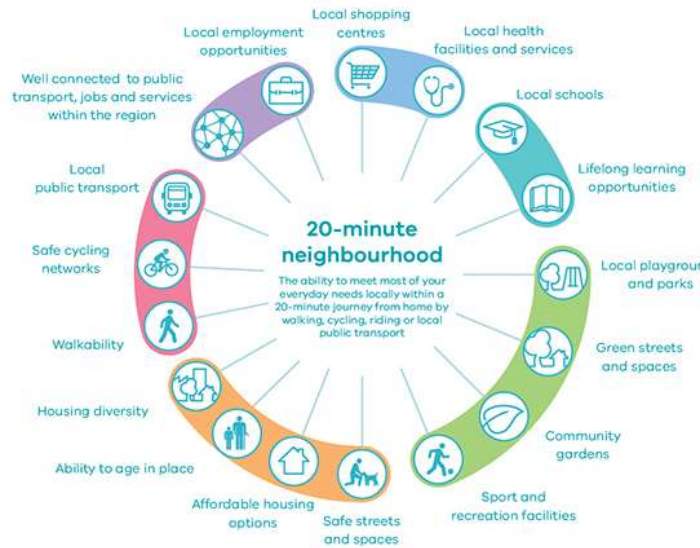 Local shopping
centres
Local health
facilities and services
Local schools
Lifelong learning
opportunities
Local playgroun
and parks
Green streets
and spaces
Community
gardens
Sport and
recreation facilities
Safe streets
and spaces
Affordable housing
options
Ability to age in place
Housing diversity
Walkability
Safe cycling
networks
Local
public transport
Well connected to public
transport, jobs and services
within the region
Local employment
opportunities
20-minute
neighbourhood
The ability to meet most of your
everyday needs locally within a
20-minute journey from home by
walking, cycling, riding or local
public transport